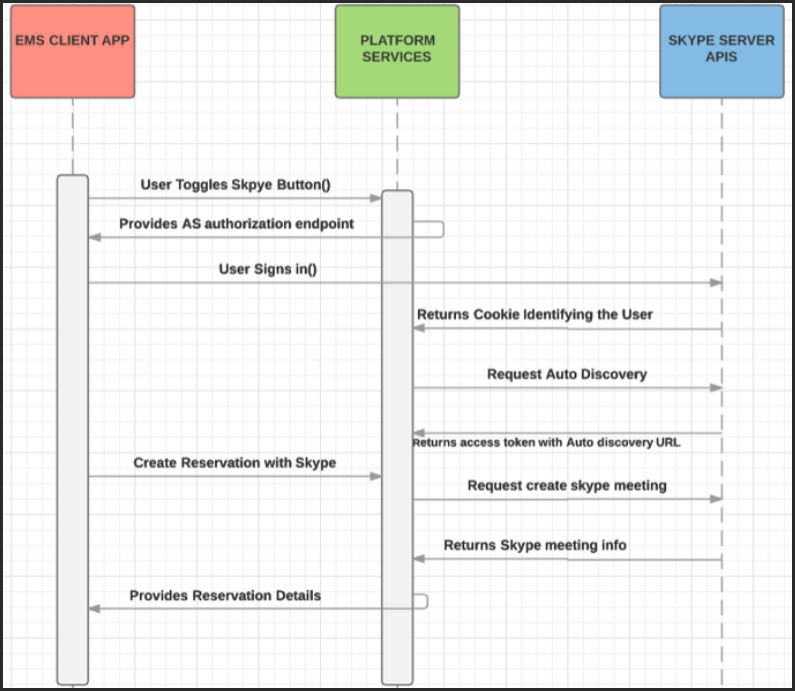 EMS CLIENT APP
PLATFORM
SERVICES
SKYPE SERVER
APIS
User Toggles Skpye Button()
Provides AS authorization endpoint
User Signs in()
Returns Cookie Identifying the User
Request Auto Discovery
Returns access token with Auto discovery URL
Create Reservation with Skype
Request create skype meeting
Returns Skype meeting info
Provides Reservation Details